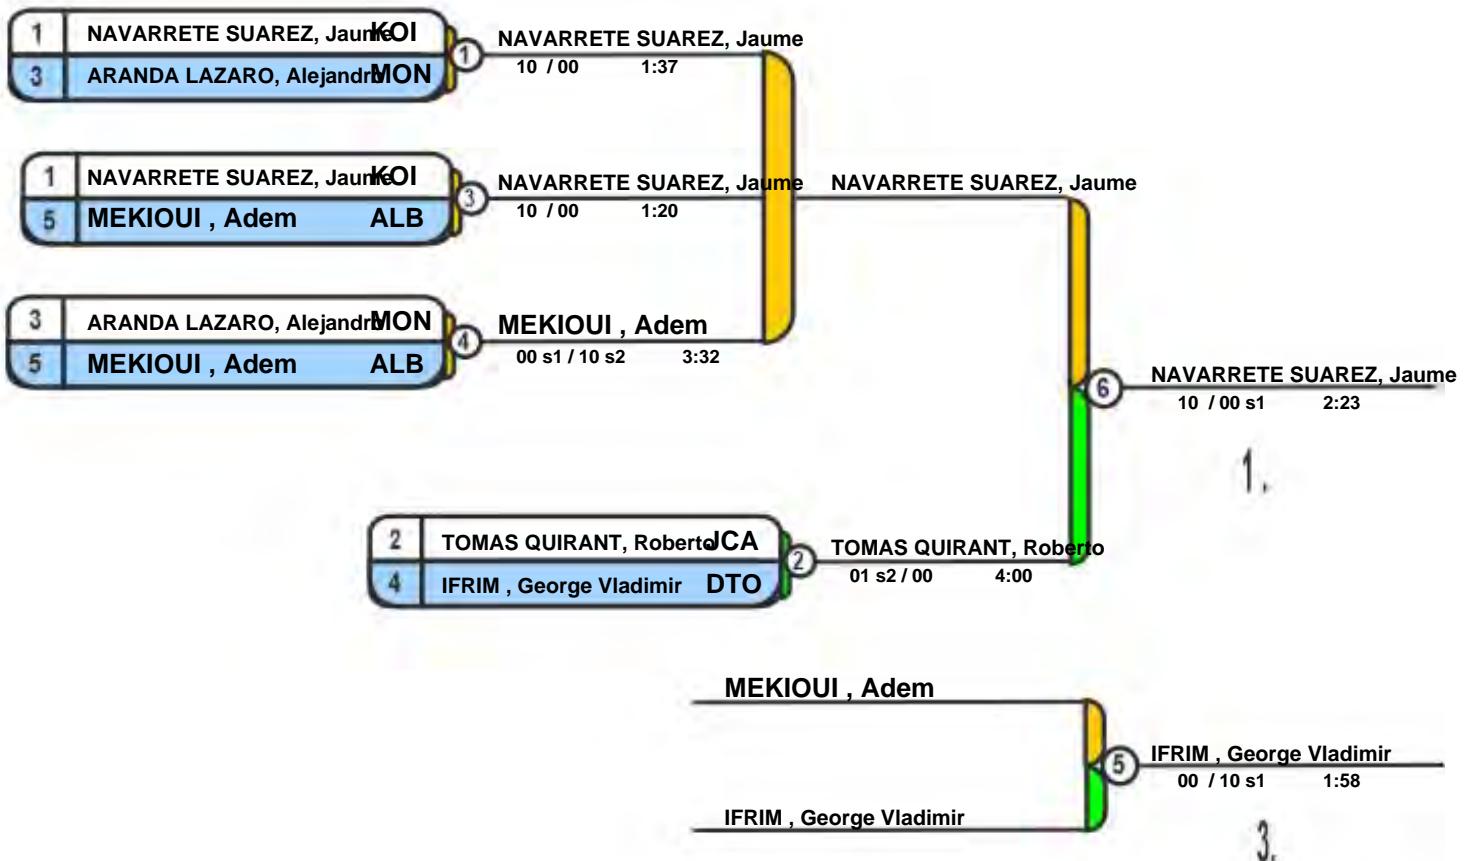 1 NAVARRETE SUAREZ, Jaume KOI
3 ARANDA LAZARO, Alejandr MON
1 NAVARRETE SUAREZ, Jaume
10 / 00 1:37
1 NAVARRETE SUAREZ, Jaume KOI
5 MEKIOUI , Adem ALB
3 NAVARRETE SUAREZ, Jaume
10 / 00 1:20
NAVARRETE SUAREZ, Jaume
3 ARANDA LAZARO, Alejandr MON
5 MEKIOUI , Adem ALB
4 MEKIOUI , Adem
00 s1 / 10 s2 3:32
6 NAVARRETE SUAREZ, Jaume
10 / 00 s1 2:23
1.
2 TOMAS QUIRANT, Roberto JCA
4 IFRIM , George Vladimir DTO
2 TOMAS QUIRANT, Roberto
01 s2 / 00 4:00
MEKIOUI , Adem
IFRIM , George Vladimir
5 IFRIM , George Vladimir
00 / 10 s1 1:58
3.